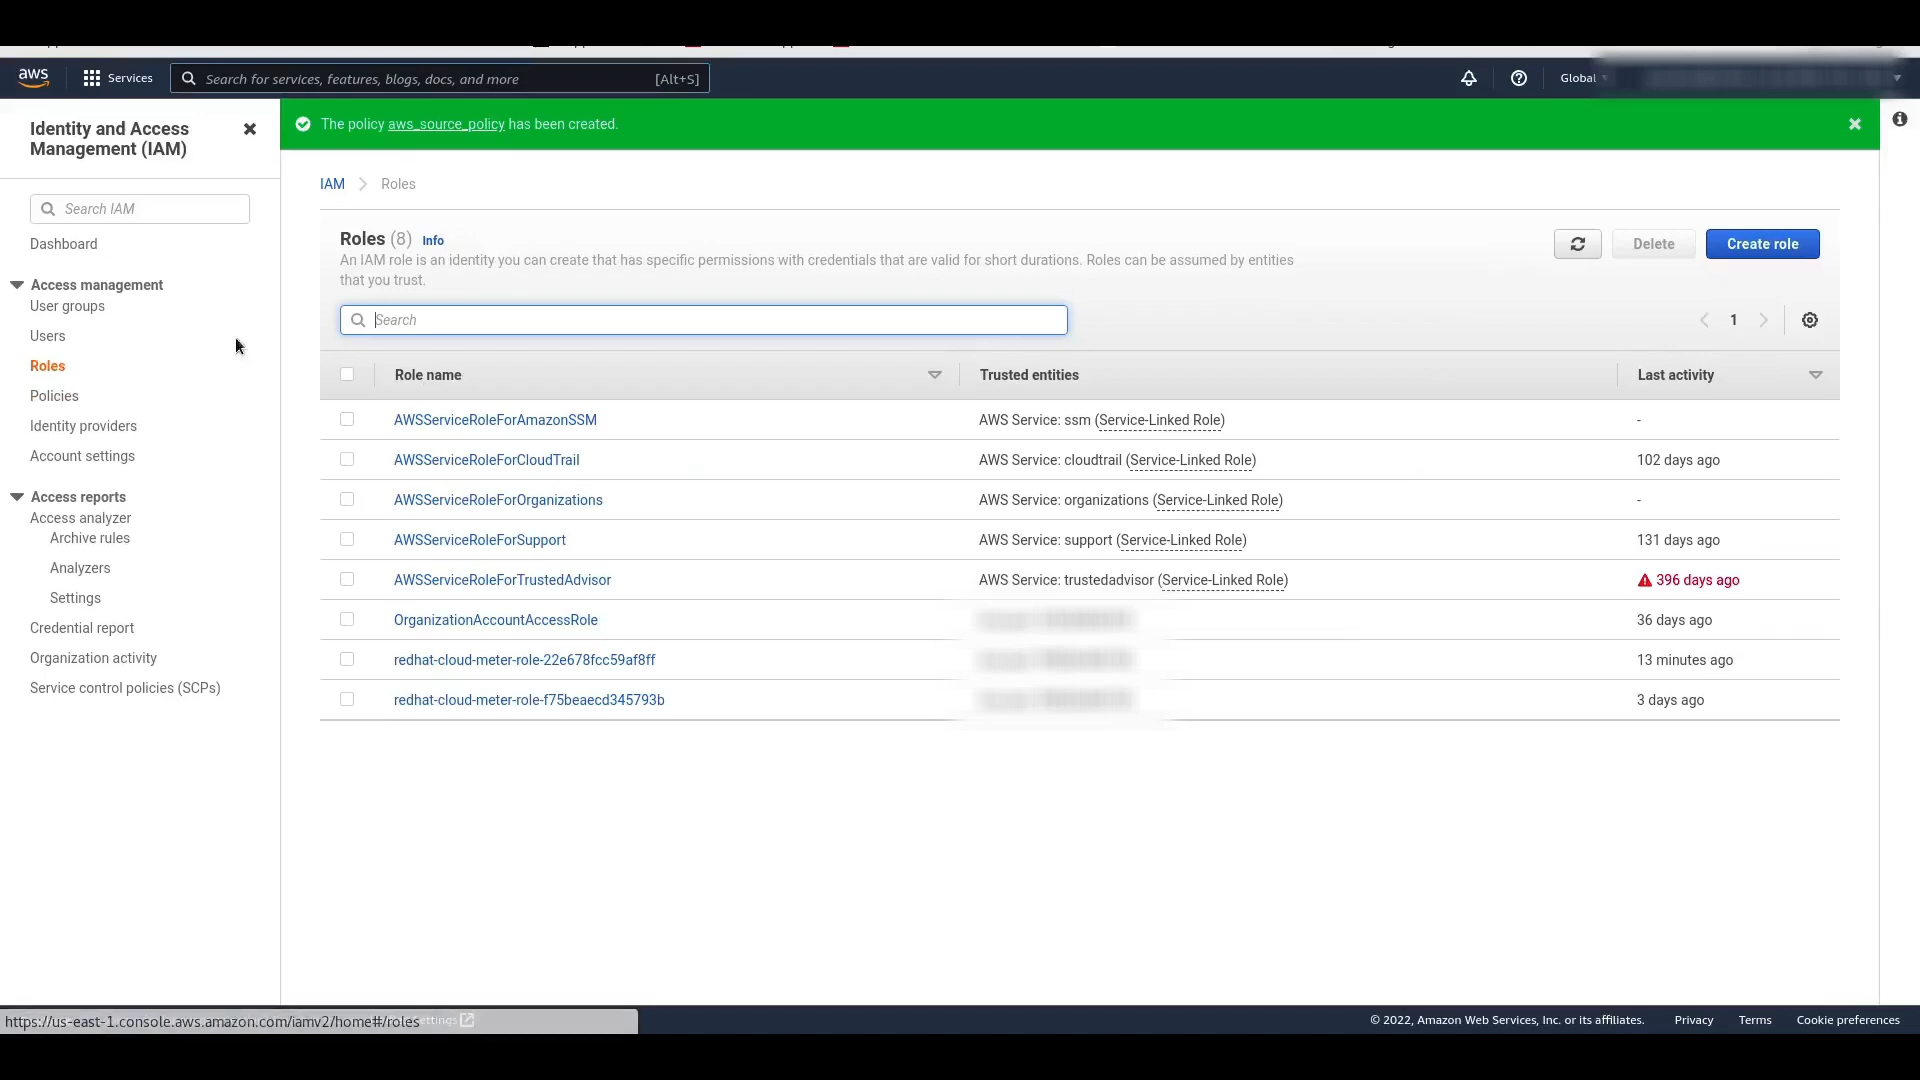 aws
Services
Search for services, features, blogs, docs, and more
[Alt+S]
Global
Identity and Access
Management (IAM)
Search IAM
Dashboard
Access management
User groups
Users
Roles
Policies
Identity providers
Account settings
Access reports
Access analyzer
Archive rules
Analyzers
Settings
Credential report
Organization activity
Service control policies (SCPs)
The policy aws_source_policy has been created.
IAM
Roles
Roles (8) Info
An IAM role is an identity you can create that has specific permissions with credentials that are valid for short durations. Roles can be assumed by entities
that you trust.
Delete
Create role
Search
1
Role name
Trusted entities
Last activity
AWSServiceRoleForAmazonSSM
AWS Service: ssm (Service-Linked Role)
-
AWSServiceRoleForCloudTrail
AWS Service: cloudtrail (Service-Linked Role)
102 days ago
AWSServiceRoleForOrganizations
AWS Service: organizations (Service-Linked Role)
-
AWSServiceRoleForSupport
AWS Service: support (Service-Linked Role)
131 days ago
AWSServiceRoleForTrustedAdvisor
AWS Service: trustedadvisor (Service-Linked Role)
396 days ago
OrganizationAccountAccessRole
36 days ago
redhat-cloud-meter-role-22e678fcc59af8ff
13 minutes ago
redhat-cloud-meter-role-f75beaecd345793b
3 days ago
https://us-east-1.console.aws.amazon.com/iamv2/home#/roles
© 2022, Amazon Web Services, Inc. or its affiliates.
Privacy
Terms
Cookie preferences